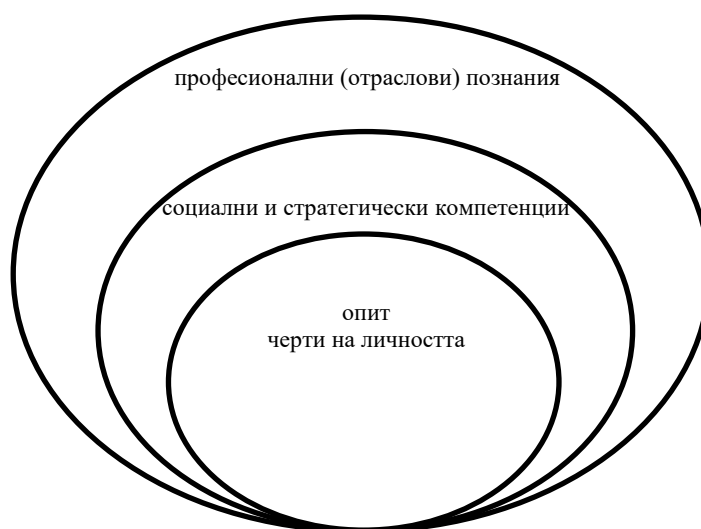 професионални (отраслови) познания
социални и стратегически компетенции
опит
черти на личността